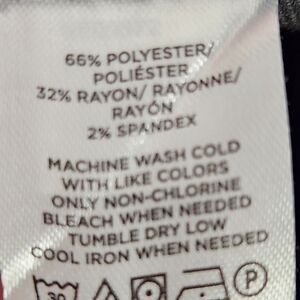 66% POLYESTER/
POLIÉSTER
32% RAYON/ RAYONNE/
RAYÓN
2% SPANDEX
MACHINE WASH COLD
WITH LIKE COLORS
ONLY NON-CHLORINE
BLEACH WHEN NEEDED
TUMBLE DRY LOW
COOL IRON WHEN NEEDED
30 P